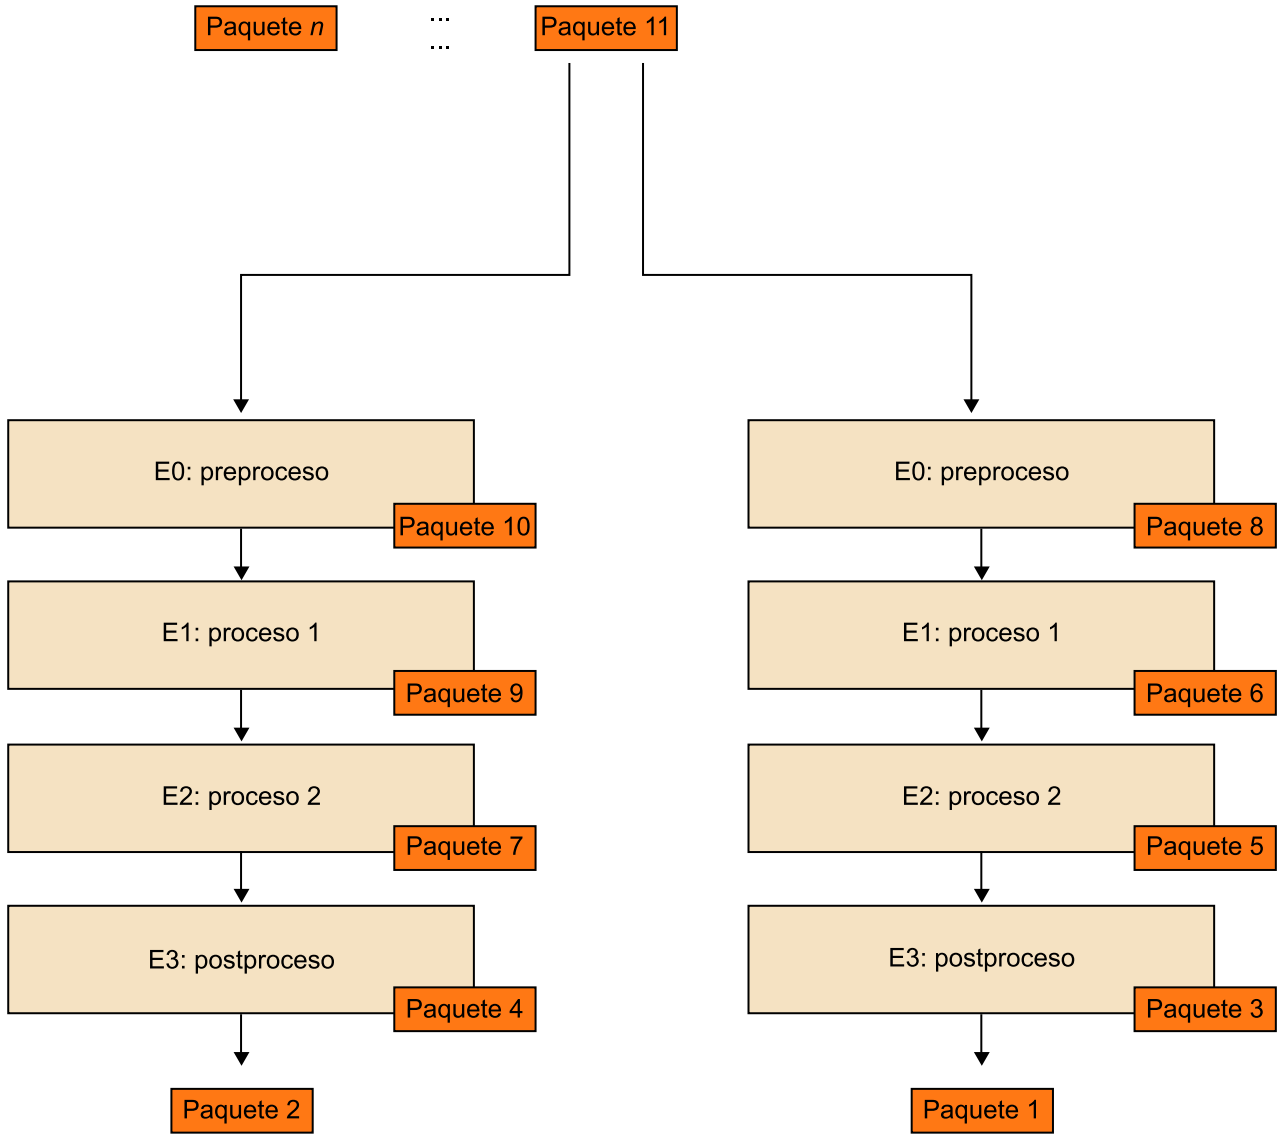 Paquete n
...
...
Paquete 11
E0: preproceso
Paquete 10
E1: proceso 1
Paquete 9
E2: proceso 2
Paquete 7
E3: postproceso
Paquete 4
Paquete 2
E0: preproceso
Paquete 8
E1: proceso 1
Paquete 6
E2: proceso 2
Paquete 5
E3: postproceso
Paquete 3
Paquete 1